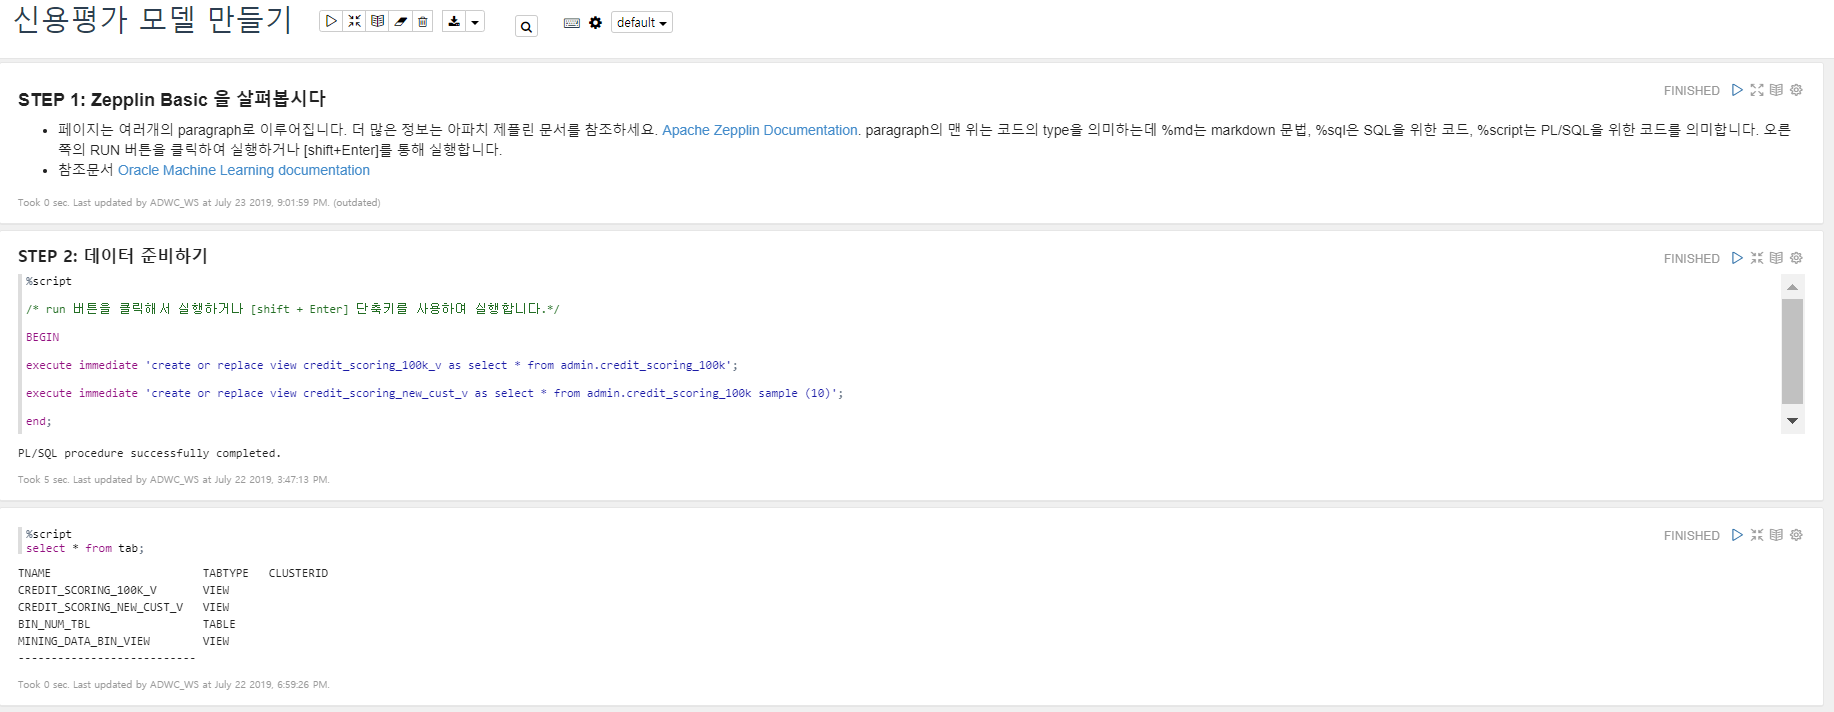 신용평가 모델 만들기
default
STEP 1: Zepplin Basic 을 살펴봅시다
FINISHED
• 페이지는 여러개의 paragraph로 이루어집니다. 더 많은 정보는 아파치 제플린 문서를 참조하세요. Apache Zepplin Documentation. paragraph의 맨 위는 코드의 type을 의미하는데 %md는 markdown 문법, %sql은 SQL을 위한 코드, %script는 PL/SQL을 위한 코드를 의미합니다. 오른
쪽의 RUN 버튼을 클릭하여 실행하거나 [shift+Enter]를 통해 실행합니다.
• 참조문서 Oracle Machine Learning documentation
Took 0 sec. Last updated by ADWC_WS at July 23 2019, 9:01:59 PM. (outdated)
STEP 2: 데이터 준비하기
FINISHED
%script
/* run 버튼을 클릭해서 실행하거나 [shift + Enter] 단축키를 사용하여 실행합니다.*/
BEGIN
execute immediate 'create or replace view credit_scoring_100k_v as select * from admin.credit_scoring_100k';
execute immediate 'create or replace view credit_scoring_new_cust_v as select * from admin.credit_scoring_100k sample (10)';
end;
PL/SQL procedure successfully completed.
Took 5 sec. Last updated by ADWC_WS at July 22 2019, 3:47:13 PM.
%script
FINISHED
select * from tab;
TNAME TABTYPE CLUSTERID
CREDIT_SCORING_100K_V VIEW
CREDIT_SCORING_NEW_CUST_V VIEW
BIN_NUM_TBL TABLE
MINING_DATA_BIN_VIEW VIEW
---------------------------
Took 0 sec. Last updated by ADWC_WS at July 22 2019, 6:59:26 PM.